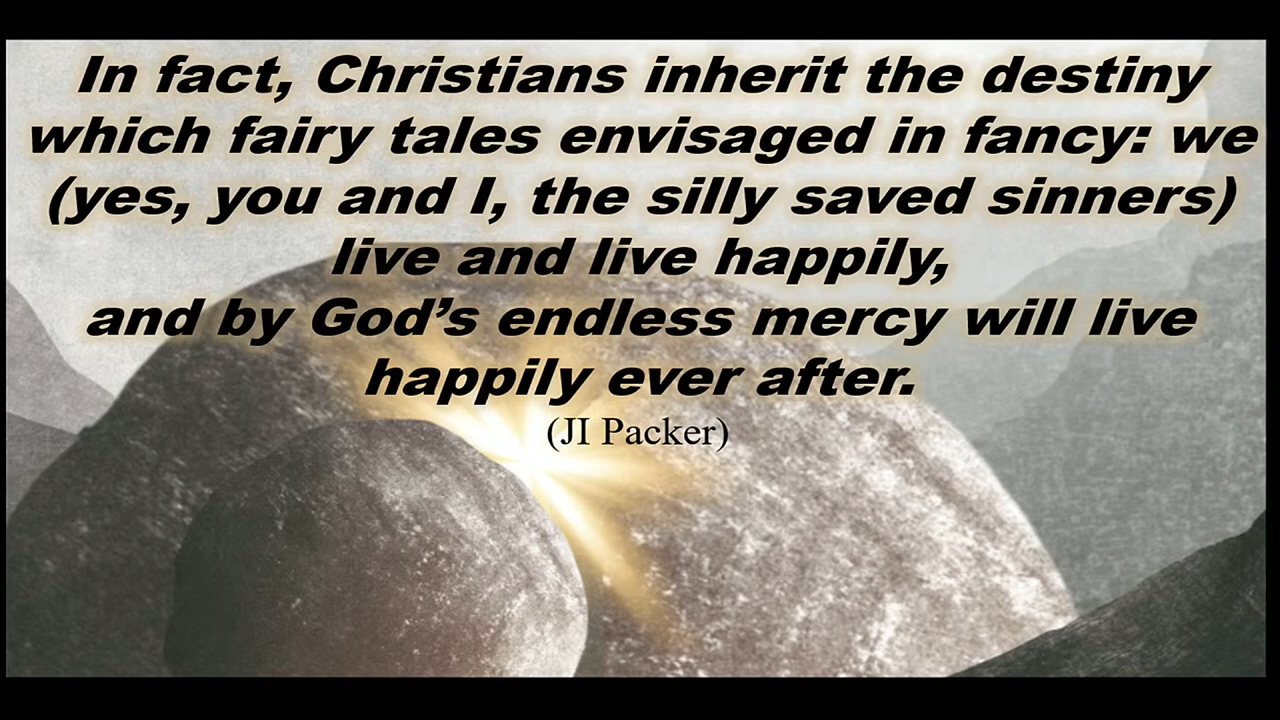 In fact, Christians inherit the destiny
which fairy tales envisaged in fancy: we
(yes, you and I, the silly saved sinners)
live and live happily,
and by God’s endless mercy will live
happily ever after.
(JI Packer)